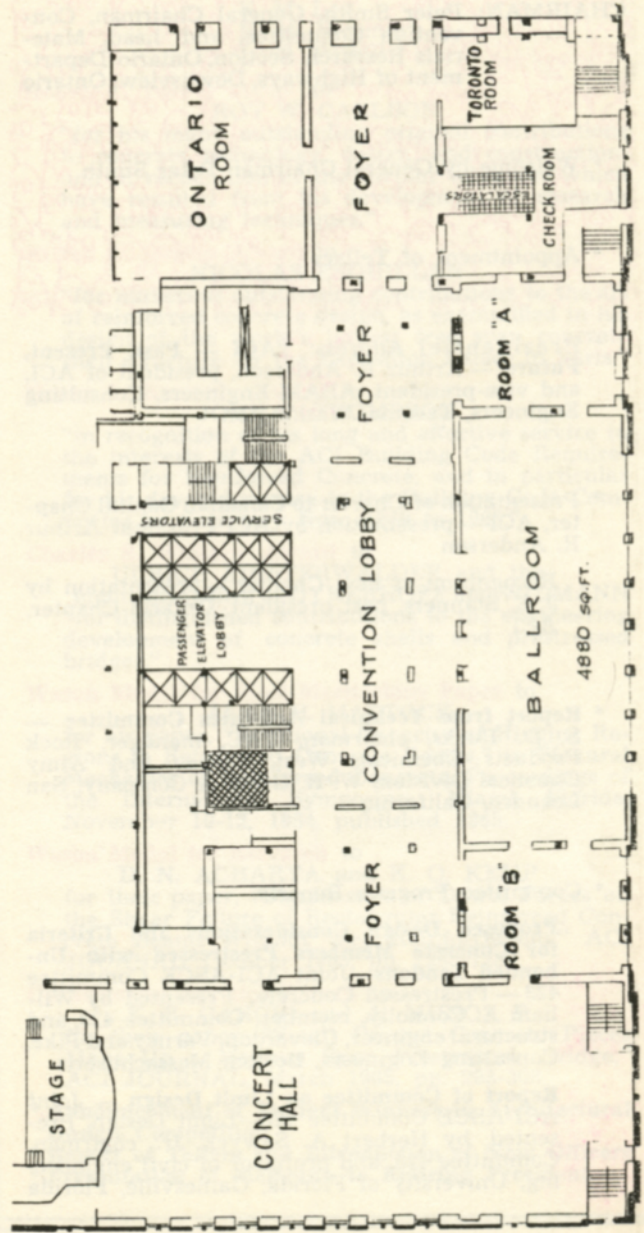 STAGE
CONCERT
HALL
PASSENGER
ELEVATOR
LOBBY
SERVICE ELEVATORS
ONTARIO
ROOM
FOYER
CONVENTION LOBBY
FOYER
FOYER
ROOM "B"
BALLROOM
4880 SQ.FT.
ROOM "A"
ESCALATORS
CHECK ROOM
TORONTO
ROOM